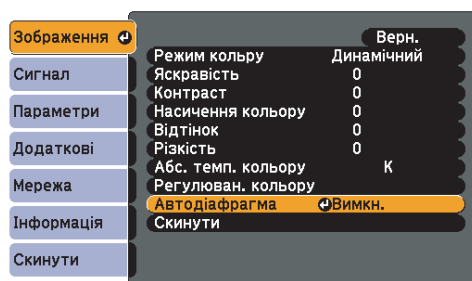 Зображення
Сигнал
Параметри
Додаткові
Мережа
Інформація
Скинути
Верн.
Режим кольру Динамічний
Яскравість 0
Контраст 0
Насичення кольору 0
Відтінок 0
Різкість 0
Абс. темп. кольору К
Регулюван. кольору
Автодіафрагма Вимкн.
Скинути